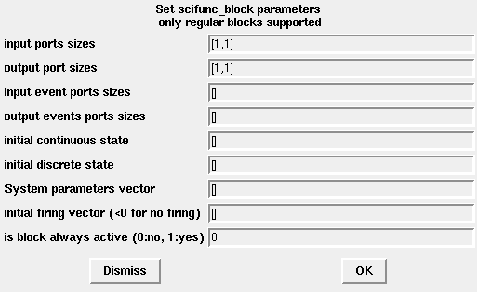 Set scifunc_block parameters
only regular blocks supported
input ports sizes [1,1]
output port sizes [1,1]
input event ports sizes []
output events ports sizes []
initial continuous state []
initial discrete state []
System parameters vector []
initial firing vector (<0 for no firing) []
is block always active (0:no, 1:yes) 0
Dismiss OK